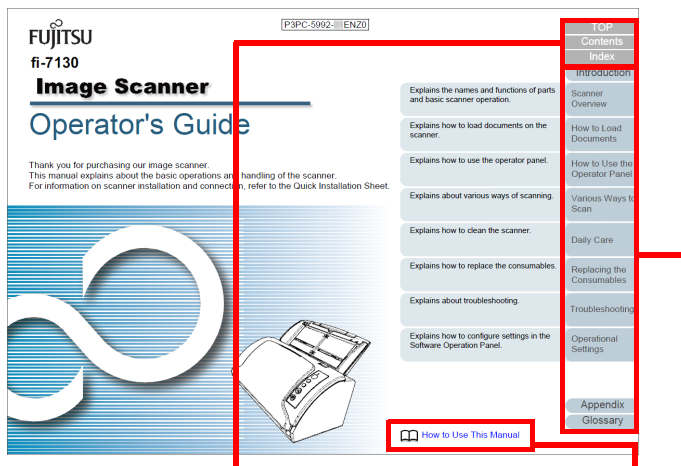 P3PC-5992- ENZ0
FUJITSU
fi-7130
Image Scanner
Operator's Guide
Thank you for purchasing our image scanner.
This manual explains about the basic operations and handling of the scanner.
For information on scanner installation and connection, refer to the Quick Installation Sheet.
TOP
Contents
Index
Introduction
Explains the names and functions of parts
and basic scanner operation.
Scanner
Overview
Explains how to load documents on the
scanner.
How to Load
Documents
Explains how to use the operator panel.
How to Use the
Operator Panel
Explains about various ways of scanning.
Various Ways to
Scan
Explains how to clean the scanner.
Daily Care
Explains how to replace the consumables.
Replacing the
Consumables
Explains about troubleshooting.
Troubleshooting
Explains how to configure settings in the
Software Operation Panel.
Operational
Settings
Appendix
Glossary
How to Use This Manual